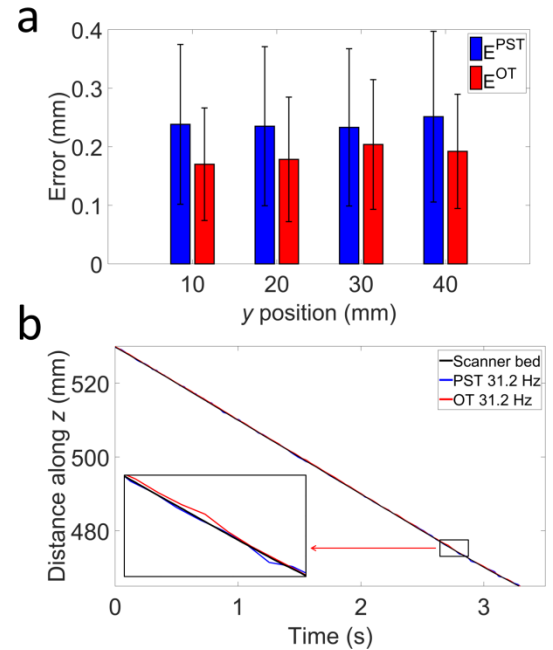 a
0.4
0.3
0.2
0.1
0
Error (mm)
E^PST
E^OT
10 20 30 40
y position (mm)
b
Scanner bed
PST 31.2 Hz
OT 31.2 Hz
520
500
480
Distance along z (mm)
0 1 2 3
Time (s)